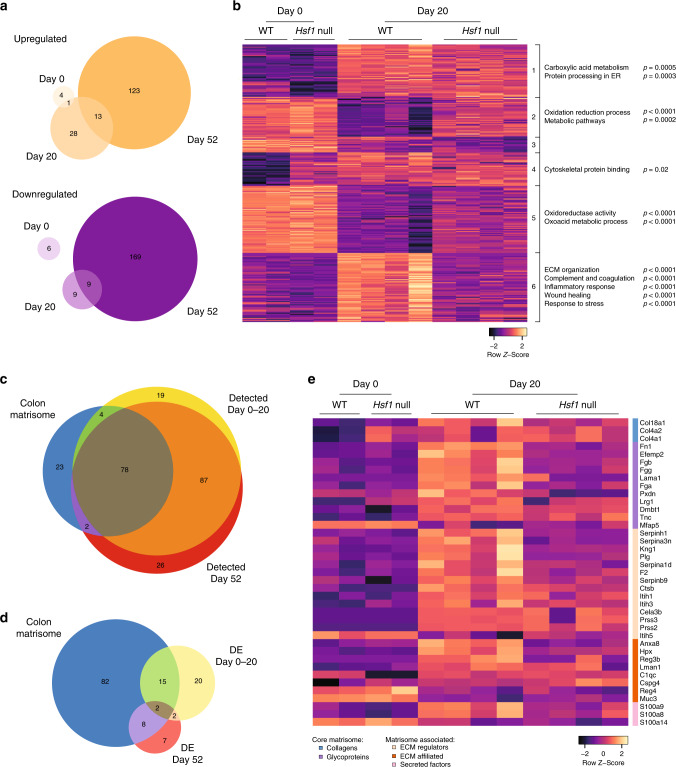 a
Upregulated
Day 0
4
1
123
13
28
Day 20
Day 52
Downregulated
Day 0
6
169
9
9
Day 20
Day 52
b
Day 0
Day 20
WT
Hsf1 null
WT
Hsf1 null
1
Carboxylic acid metabolism p = 0.0005
Protein processing in ER p = 0.0003
2
Oxidation reduction process p < 0.0001
Metabolic pathways p = 0.0002
3
4
Cytoskeletal protein binding p = 0.02
5
Oxidoreductase activity p < 0.0001
Oxoacid metabolic process p < 0.0001
6
ECM organization p < 0.0001
Complement and coagulation p < 0.0001
Inflammatory response p < 0.0001
Wound healing p < 0.0001
Response to stress p < 0.0001
−2 2
Row Z-Score
c
Colon
matrisome
19
Detected
Day 0–20
4
23
78
87
2
26
Detected
Day 52
d
Colon
matrisome
DE
Day 0–20
82
15
20
2
2
8
7
DE
Day 52
e
Day 0
Day 20
WT
Hsf1 null
WT
Hsf1 null
Col18a1
Col4a2
Col4a1
Fn1
Efemp2
Fgb
Fgg
Lama1
Fga
Pxdn
Lrg1
Dmbt1
Tnc
Mfap5
Serpinh1
Serpina3n
Kng1
Plg
Serpina1d
F2
Serpinb9
Ctsb
Itih1
Itih3
Cela3b
Prss3
Prss2
Itih5
Anxa8
Hpx
Reg3b
Lman1
C1qc
Cspg4
Reg4
Muc3
S100a9
S100a8
S100a14
Core matrisome:
Collagens
Glycoproteins
Matrisome associated:
ECM regulators
ECM affiliated
Secreted factors
−2 2
Row Z-Score